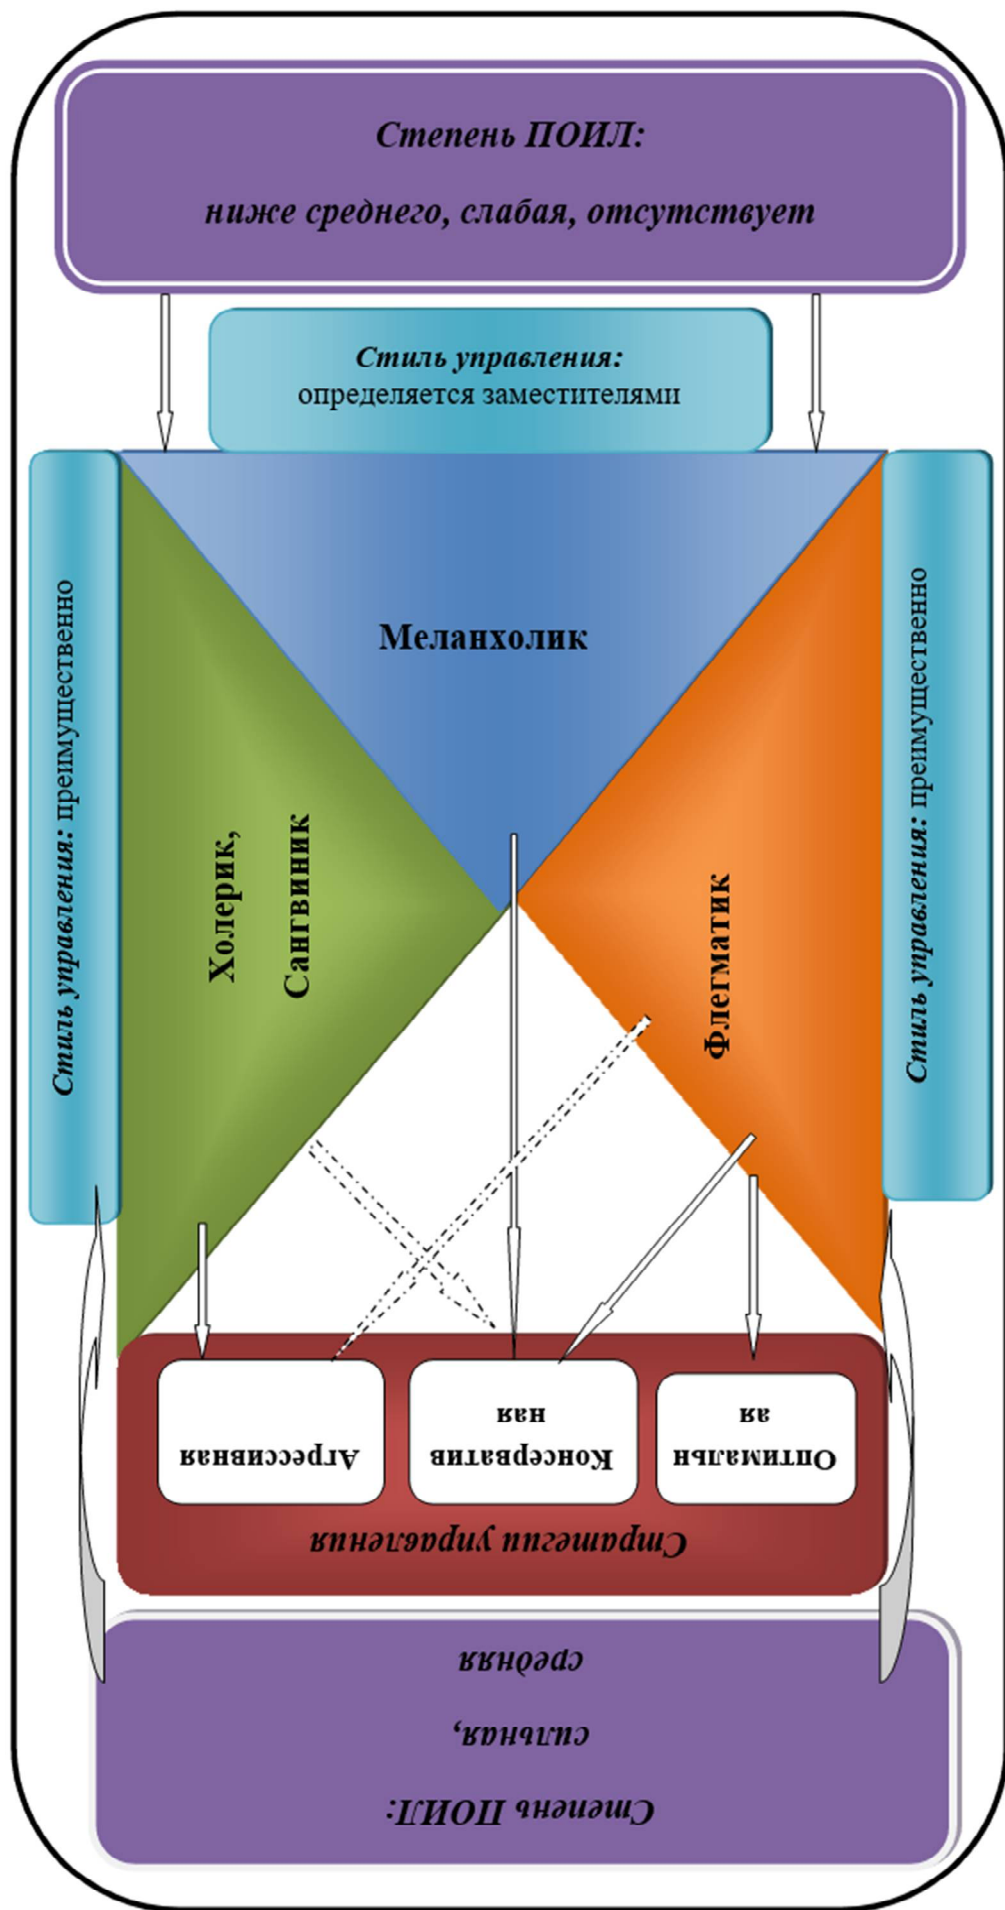 Степень ПОИЛ:
ниже среднего, слабая, отсутствует
Стиль управления:
определяется заместителями
Стиль управления: преимущественно
Меланхолик
Холерик,
Сангвиник
Флегматик
Стиль управления: преимущественно
Стратегии управления
Агрессивная
Консерватив
ная
Оптимальн
ая
Степень ПОИЛ:
сильная,
средняя